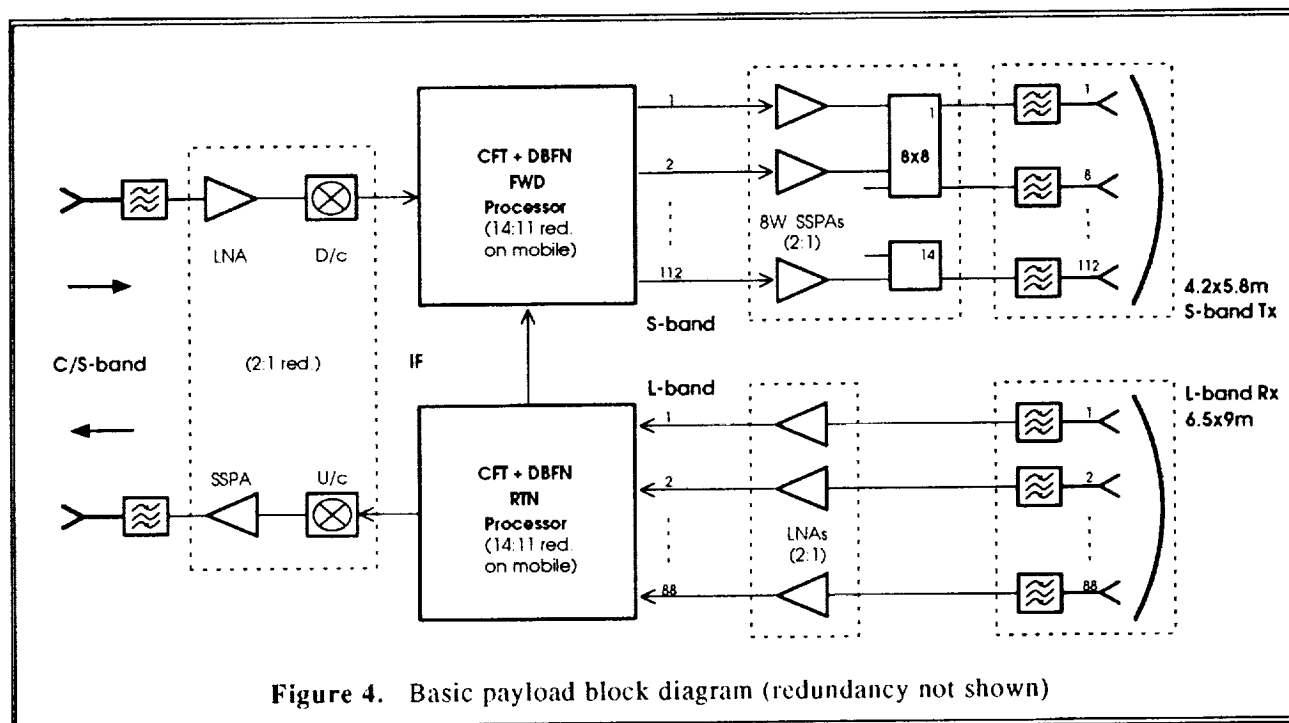 CFT + DBFN
FWD
Processor
(14:11 red.
on mobile)
LNA
D/c
1
2
112
8W SSPAs
(2:1)
1
8x8
14
1
8
112
4.2x5.8m
S-band Tx
S-band
C/S-band
(2:1 red.)
IF
L-band
L-band Rx
6.5x9m
SSPA
U/c
CFT + DBFN
RTN
Processor
(14:11 red.
on mobile)
1
2
88
LNAs
(2:1)
1
2
88
Figure 4. Basic payload block diagram (redundancy not shown)